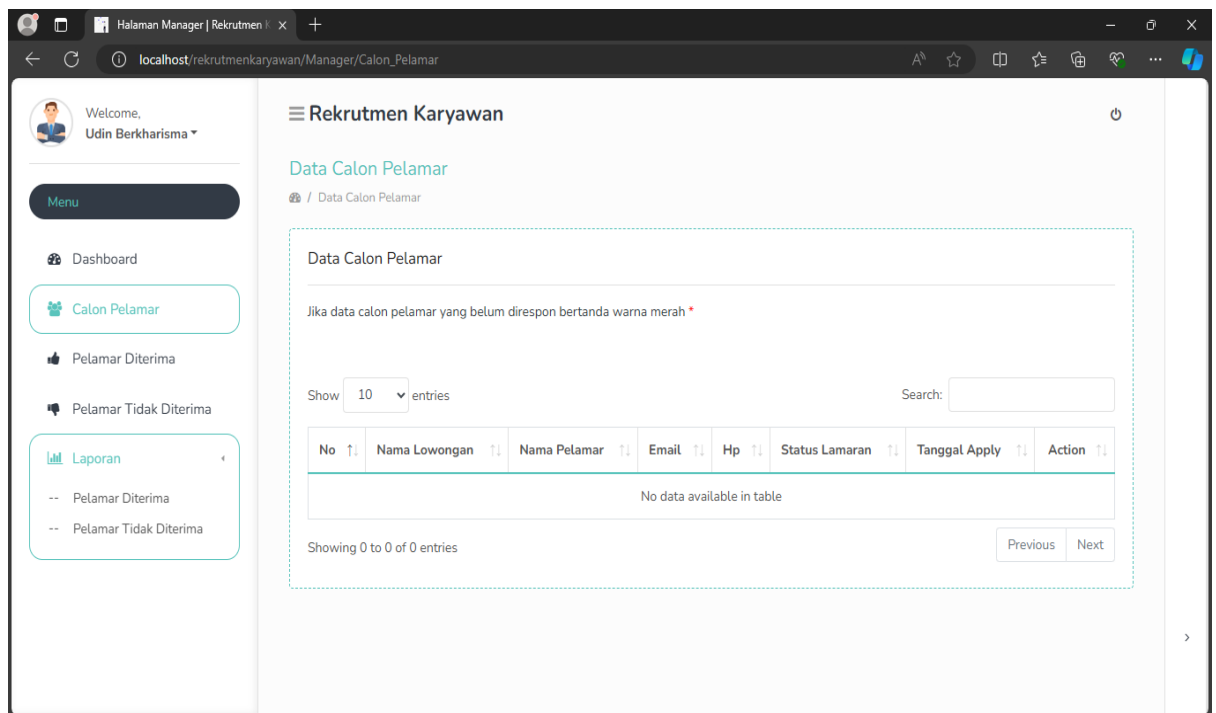 Halaman Manager | Rekrutmen K
localhost/rekrutmenkaryawan/Manager/Calon_Pelamar
Welcome,
Udin Berkharisma
Menu
Dashboard
Calon Pelamar
Pelamar Diterima
Pelamar Tidak Diterima
Laporan
-- Pelamar Diterima
-- Pelamar Tidak Diterima
Rekrutmen Karyawan
Data Calon Pelamar
/ Data Calon Pelamar
Data Calon Pelamar
Jika data calon pelamar yang belum direspon bertanda warna merah *
Show 10 entries
Search:
No Nama Lowongan Nama Pelamar Email Hp Status Lamaran Tanggal Apply Action
No data available in table
Showing 0 to 0 of 0 entries
Previous Next